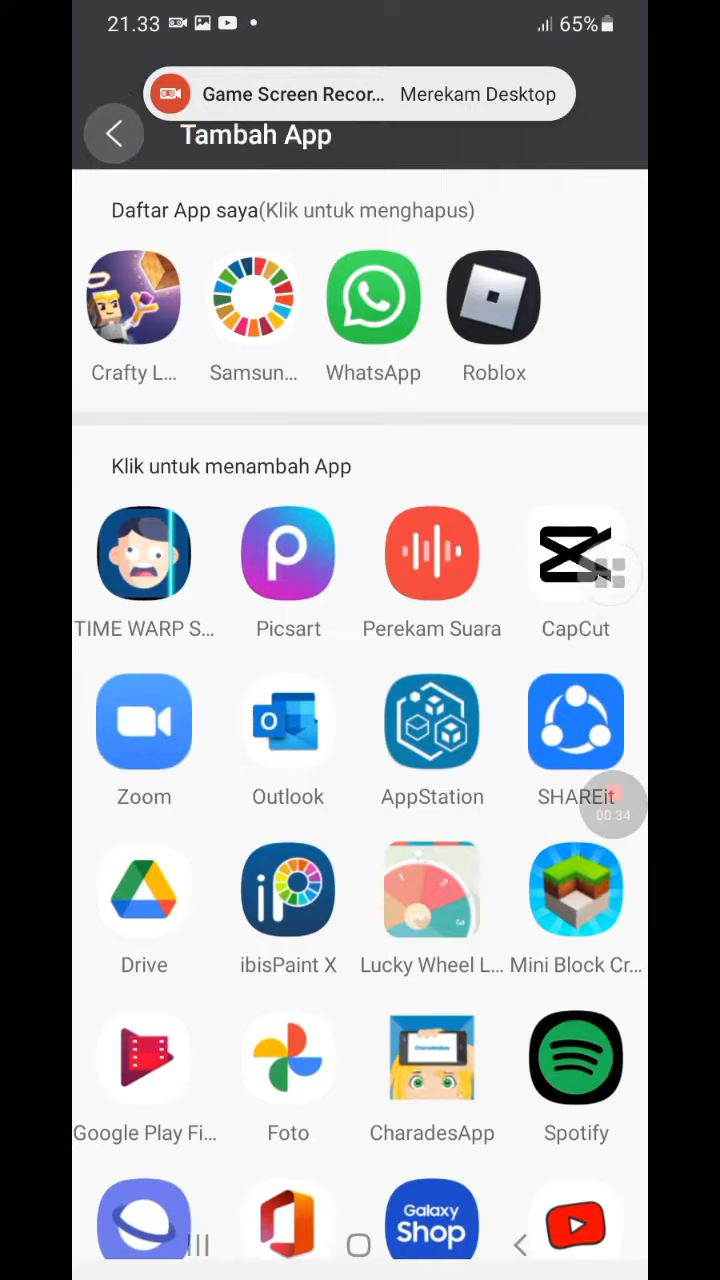 21.33
65%
Game Screen Recor... Merekam Desktop
Tambah App
Daftar App saya(Klik untuk menghapus)
Crafty L... Samsun... WhatsApp Roblox
Klik untuk menambah App
TIME WARP S... Picsart Perekam Suara CapCut
Zoom Outlook AppStation SHAREit
00.34
Drive ibisPaint X Lucky Wheel L... Mini Block Cr...
Google Play Fi... Foto CharadesApp Spotify
Galaxy
Shop